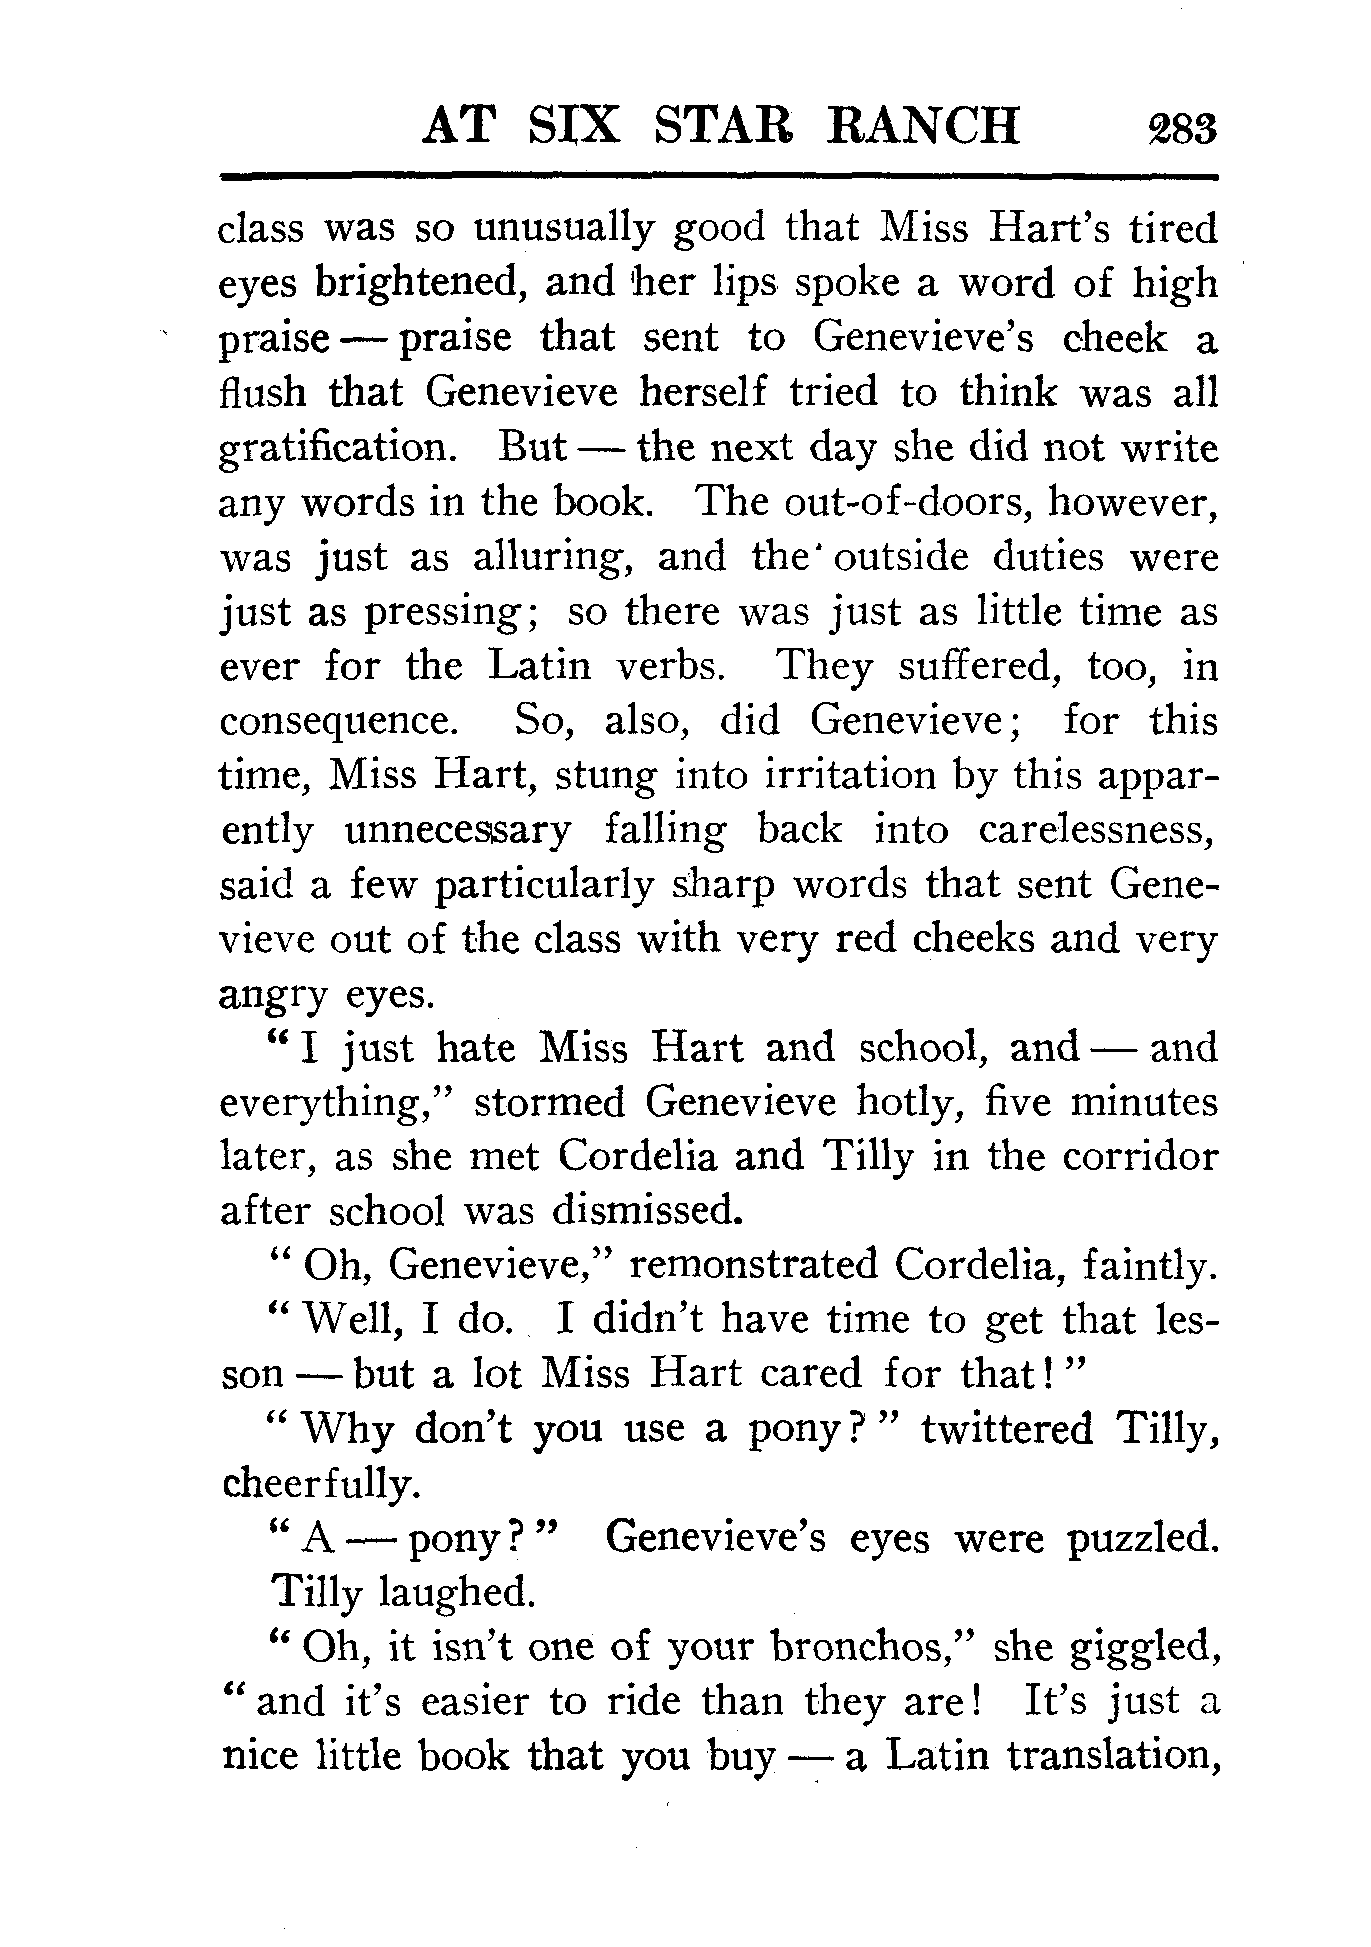 AT SIX STAR RANCH 283
class was so unusually good that Miss Hart's tired
eyes brightened, and her lips spoke a word of high
praise — praise that sent to Genevieve's cheek a
flush that Genevieve herself tried to think was all
gratification. But — the next day she did not write
any words in the book. The out-of-doors, however,
was just as alluring, and the outside duties were
just as pressing; so there was just as little time as
ever for the Latin verbs. They suffered, too, in
consequence. So, also, did Genevieve; for this
time, Miss Hart, stung into irritation by this appar-
ently unnecessary falling back into carelessness,
said a few particularly sharp words that sent Gene-
vieve out of the class with very red cheeks and very
angry eyes.
" I just hate Miss Hart and school, and — and
everything," stormed Genevieve hotly, five minutes
later, as she met Cordelia and Tilly in the corridor
after school was dismissed.
" Oh, Genevieve," remonstrated Cordelia, faintly.
" Well, I do. I didn't have time to get that les-
son — but a lot Miss Hart cared for that! "
" Why don't you use a pony? " twittered Tilly,
cheerfully.
" A — pony? " Genevieve's eyes were puzzled.
Tilly laughed.
" Oh, it isn't one of your bronchos," she giggled,
" and it's easier to ride than they are! It's just a
nice little book that you buy — a Latin translation,